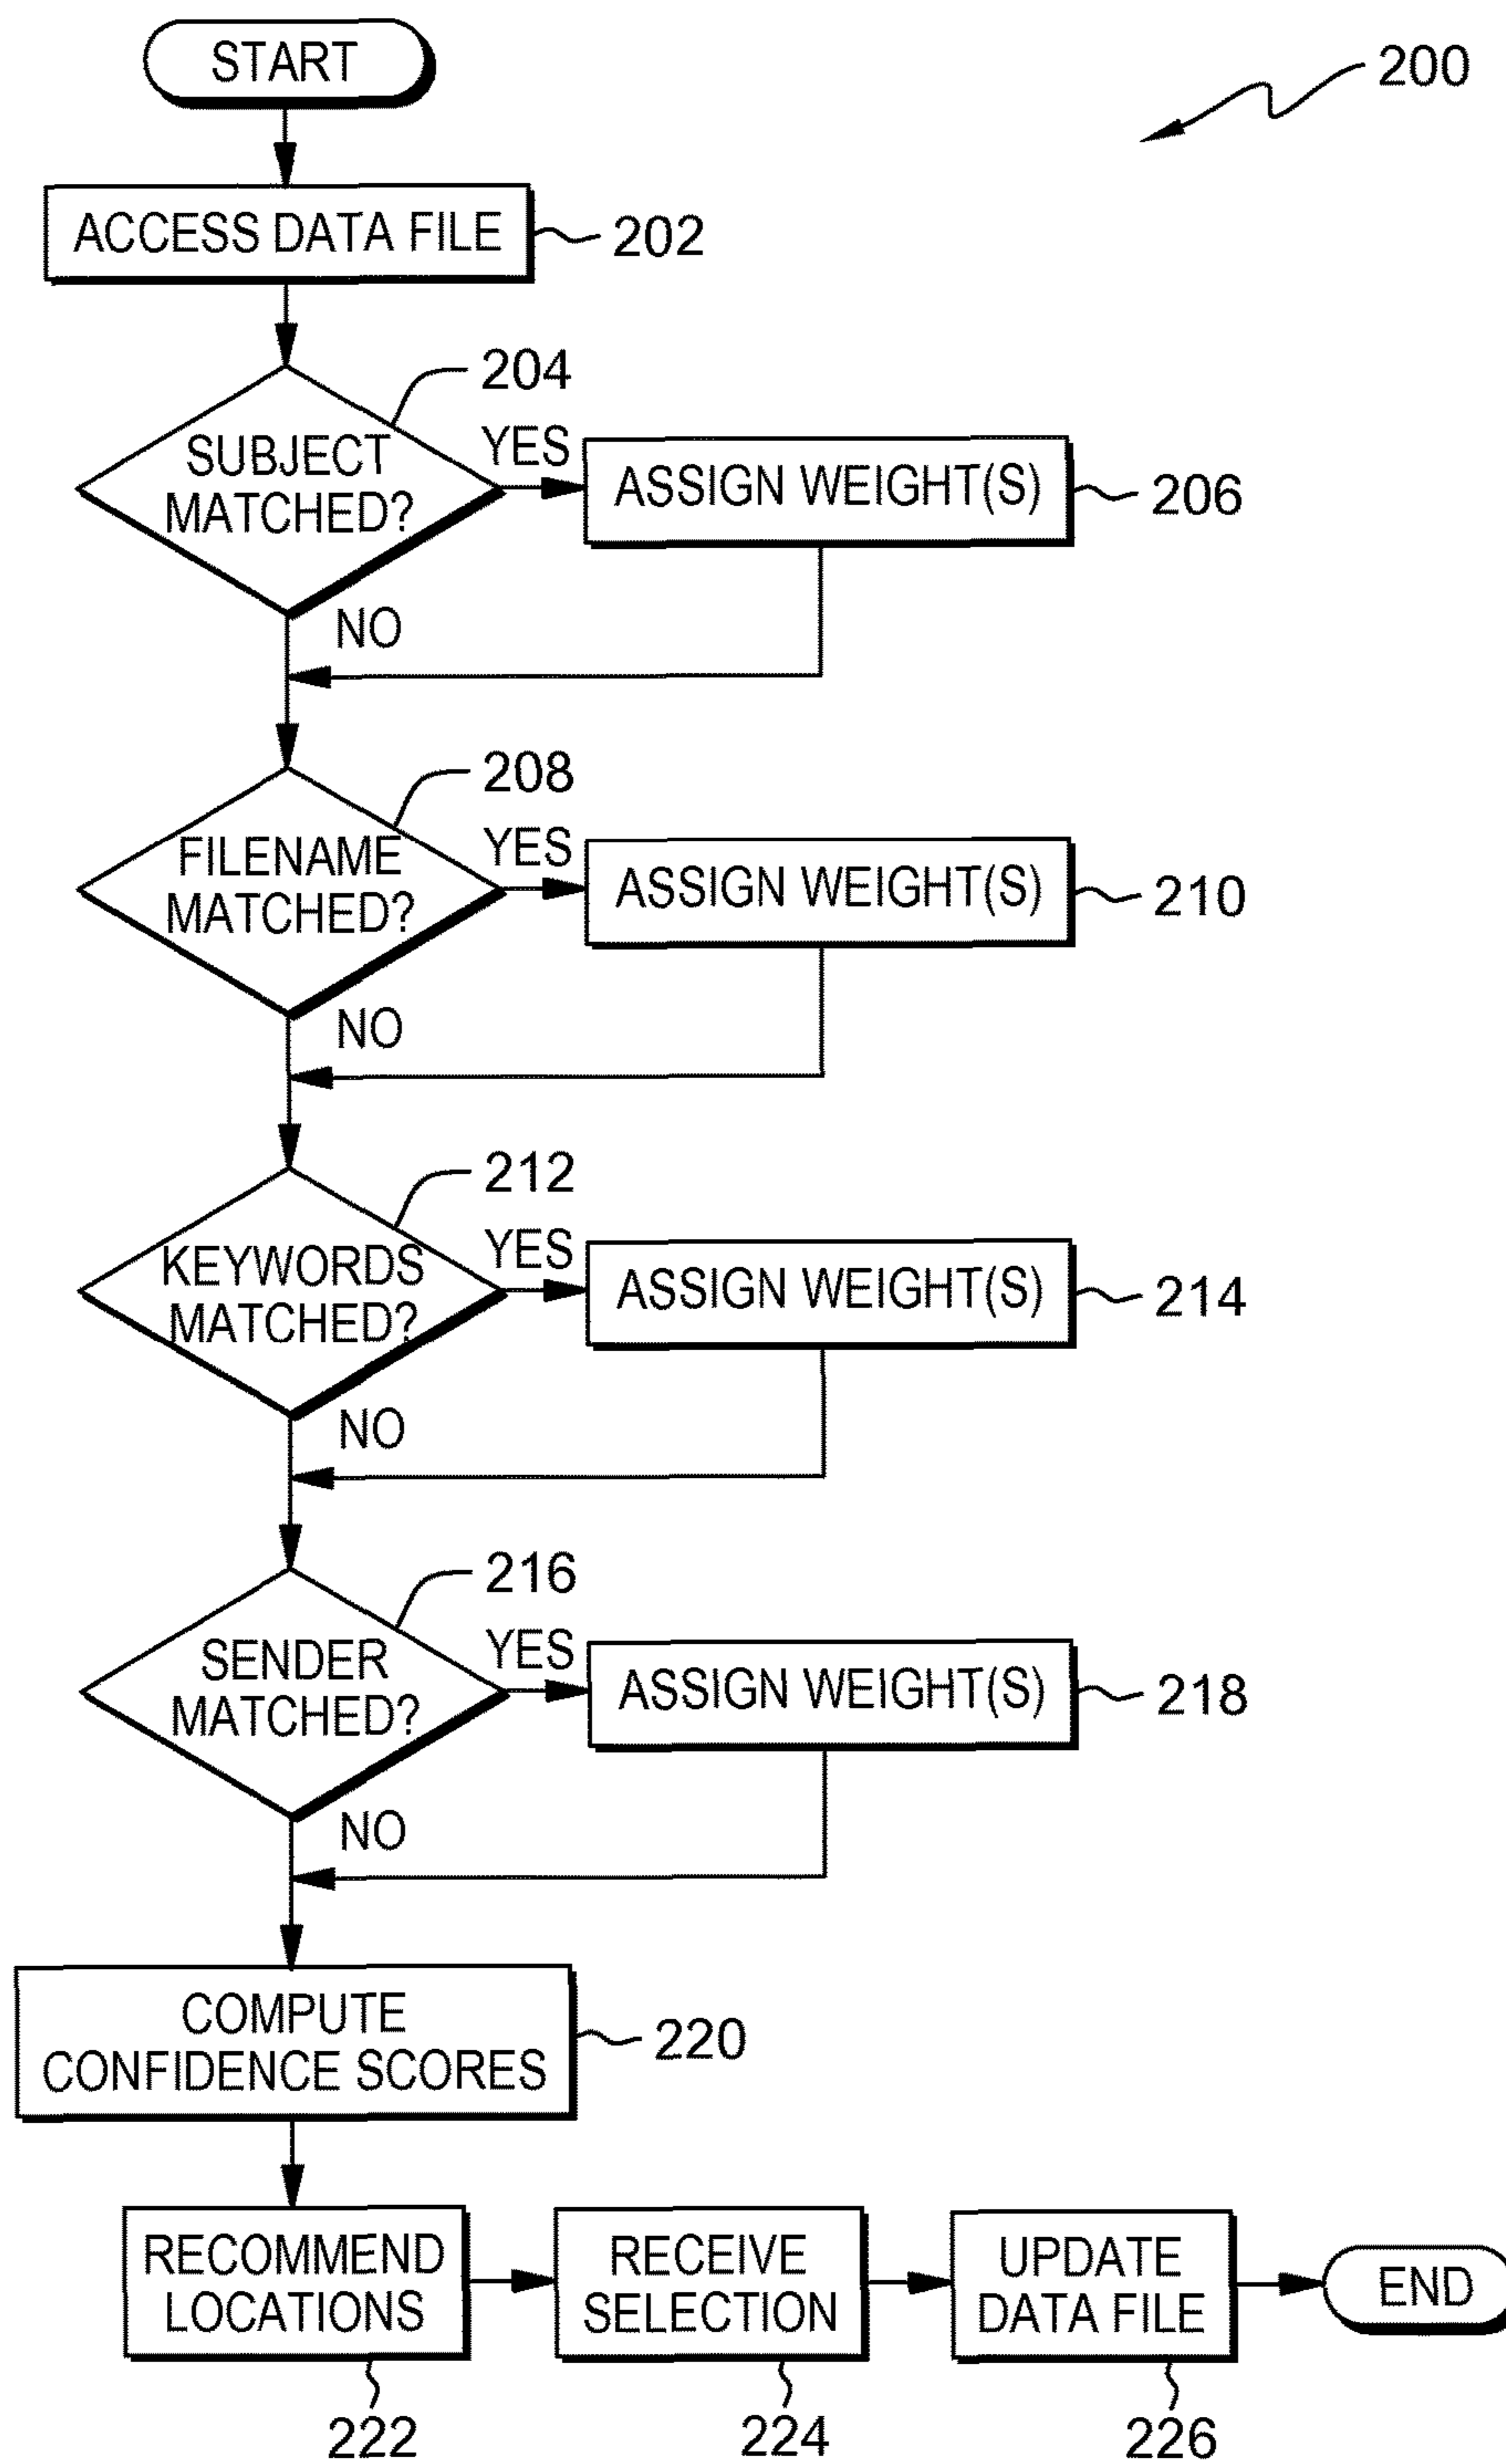 START
200
ACCESS DATA FILE
202
204
SUBJECT
MATCHED?
YES
ASSIGN WEIGHT(S)
206
NO
208
FILENAME
MATCHED?
YES
ASSIGN WEIGHT(S)
210
NO
212
KEYWORDS
MATCHED?
YES
ASSIGN WEIGHT(S)
214
NO
216
SENDER
MATCHED?
YES
ASSIGN WEIGHT(S)
218
NO
COMPUTE
CONFIDENCE SCORES
220
RECOMMEND
LOCATIONS
222
RECEIVE
SELECTION
224
UPDATE
DATA FILE
226
END